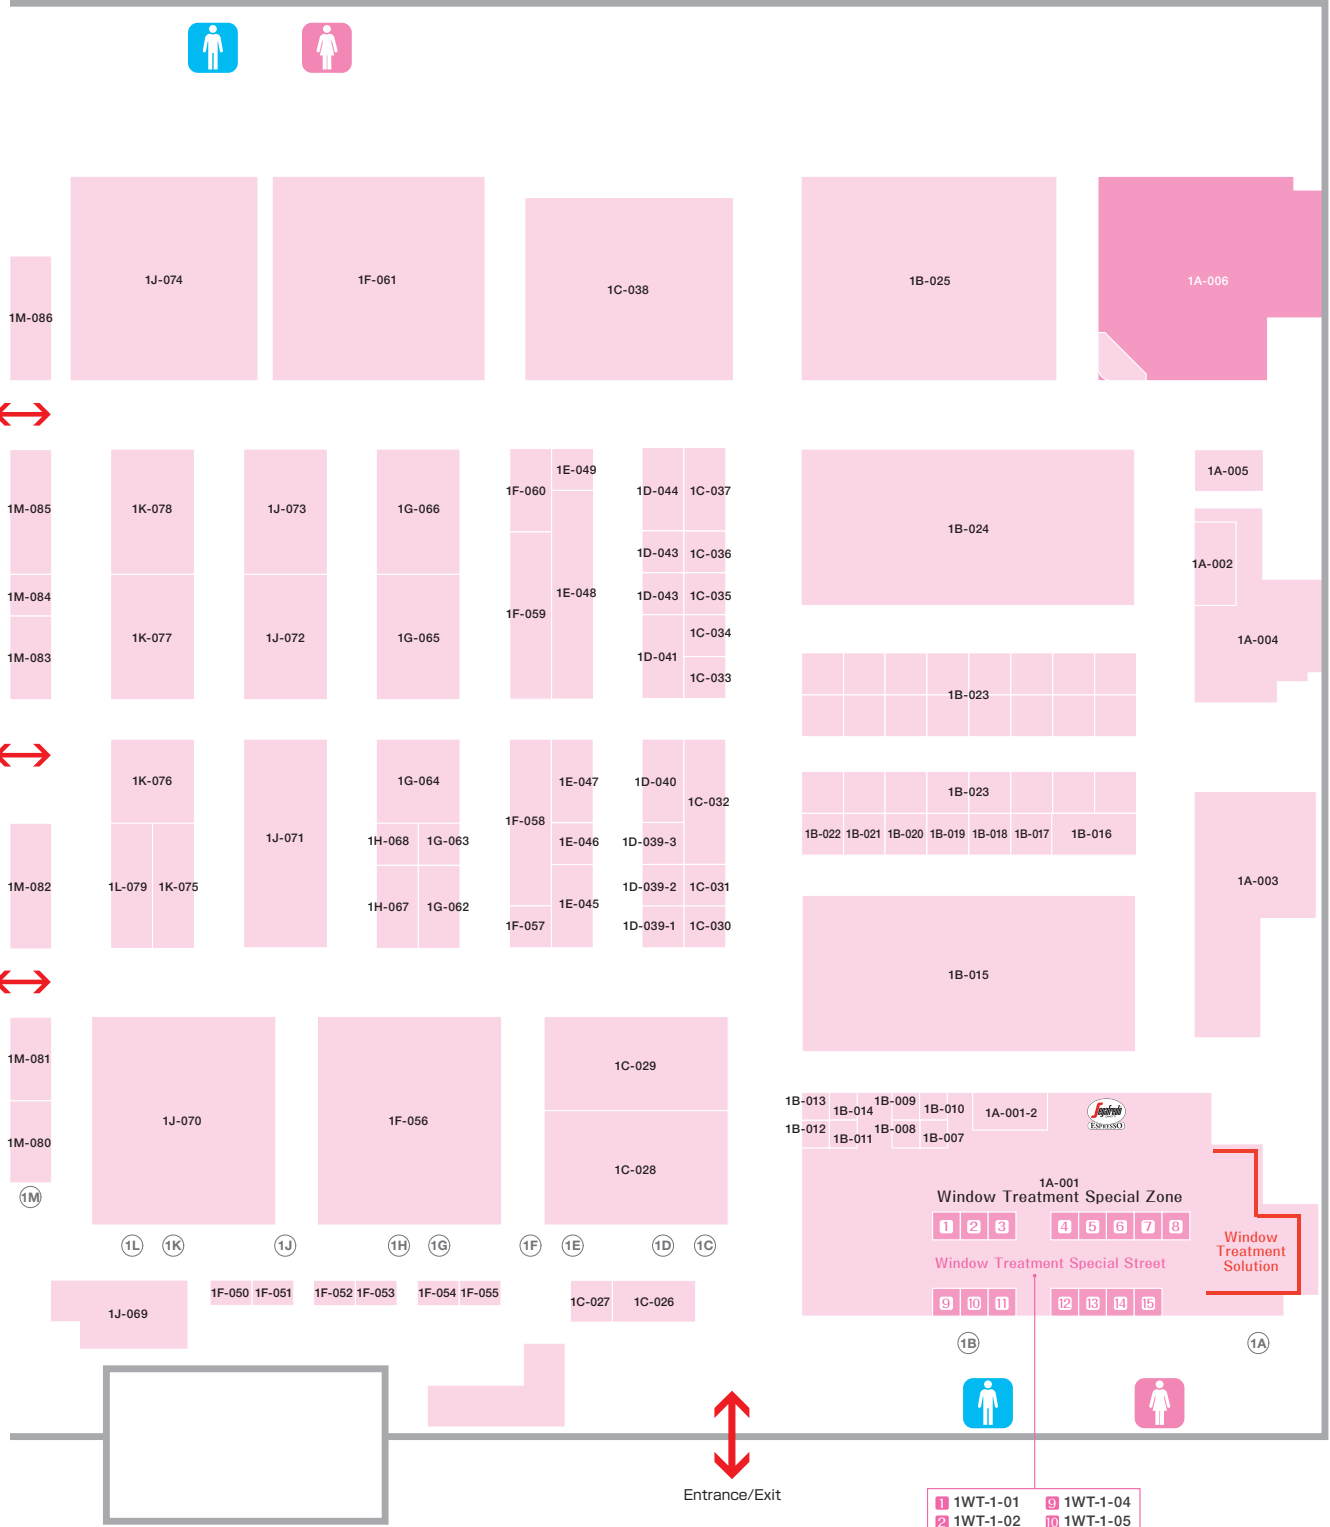 1J-074
1F-061
1C-038
1B-025
1A-006
1M-086
1M-085
1K-078
1J-073
1G-066
1F-060
1E-049
1D-044
1C-037
1B-024
1A-005
1D-043
1C-036
1A-002
1M-084
1F-059
1E-048
1D-043
1C-035
1M-083
1K-077
1J-072
1G-065
1D-041
1C-034
1C-033
1A-004
1B-023
1K-076
1G-064
1F-058
1E-047
1D-040
1C-032
1B-023
1J-071
1H-068
1G-063
1E-046
1D-039-3
1B-022
1B-021
1B-020
1B-019
1B-018
1B-017
1B-016
1M-082
1L-079
1K-075
1H-067
1G-062
1F-057
1E-045
1D-039-2
1C-031
1D-039-1
1C-030
1A-003
1B-015
1M-081
1M-080
1J-070
1F-056
1C-029
1C-028
1B-013
1B-014
1B-009
1B-010
1A-001-2
Segafredo
ESPRESSO
1B-012
1B-011
1B-008
1B-007
1A-001
Window Treatment Special Zone
1 2 3 4 5 6 7 8
Window Treatment Special Street
Window
Treatment
Solution
9 10 11 12 13 14 15
1M
1L
1K
1J
1H
1G
1F
1E
1D
1C
1B
1A
1J-069
1F-050
1F-051
1F-052
1F-053
1F-054
1F-055
1C-027
1C-026
Entrance/Exit
1 1WT-1-01 9 1WT-1-04
2 1WT-1-02 10 1WT-1-05